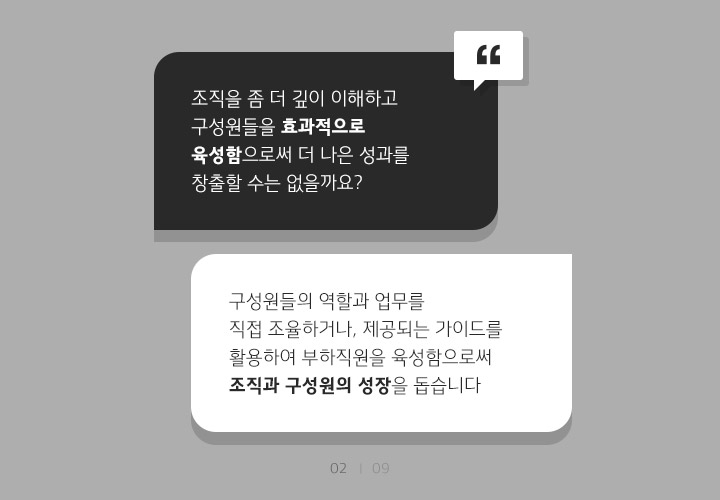 ❝
조직을 좀 더 깊이 이해하고
구성원들을 효과적으로
육성함으로써 더 나은 성과를
창출할 수는 없을까요?
구성원들의 역할과 업무를
직접 조율하거나, 제공되는 가이드를
활용하여 부하직원을 육성함으로써
조직과 구성원의 성장을 돕습니다
02 | 09